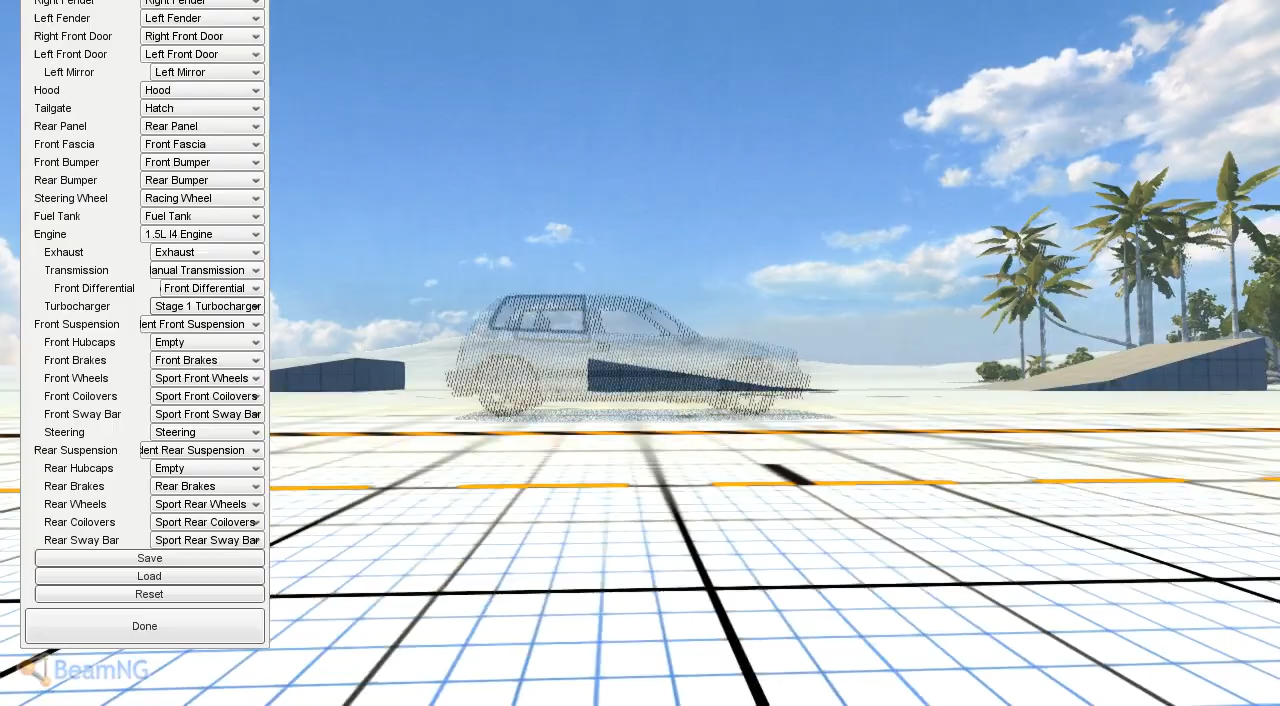 Right Fender Right Fender
Left Fender Left Fender
Right Front Door Right Front Door
Left Front Door Left Front Door
Left Mirror Left Mirror
Hood Hood
Tailgate Hatch
Rear Panel Rear Panel
Front Fascia Front Fascia
Front Bumper Front Bumper
Rear Bumper Rear Bumper
Steering Wheel Racing Wheel
Fuel Tank Fuel Tank
Engine 1.5L I4 Engine
Exhaust Exhaust
Transmission anual Transmission
Front Differential Front Differential
Turbocharger Stage 1 Turbocharger
Front Suspension lent Front Suspension
Front Hubcaps Empty
Front Brakes Front Brakes
Front Wheels Sport Front Wheels
Front Coilovers Sport Front Coilovers
Front Sway Bar Sport Front Sway Bar
Steering Steering
Rear Suspension dent Rear Suspension
Rear Hubcaps Empty
Rear Brakes Rear Brakes
Rear Wheels Sport Rear Wheels
Rear Coilovers Sport Rear Coilovers
Rear Sway Bar Sport Rear Sway Bar
Save
Load
Reset
Done
BeamNG